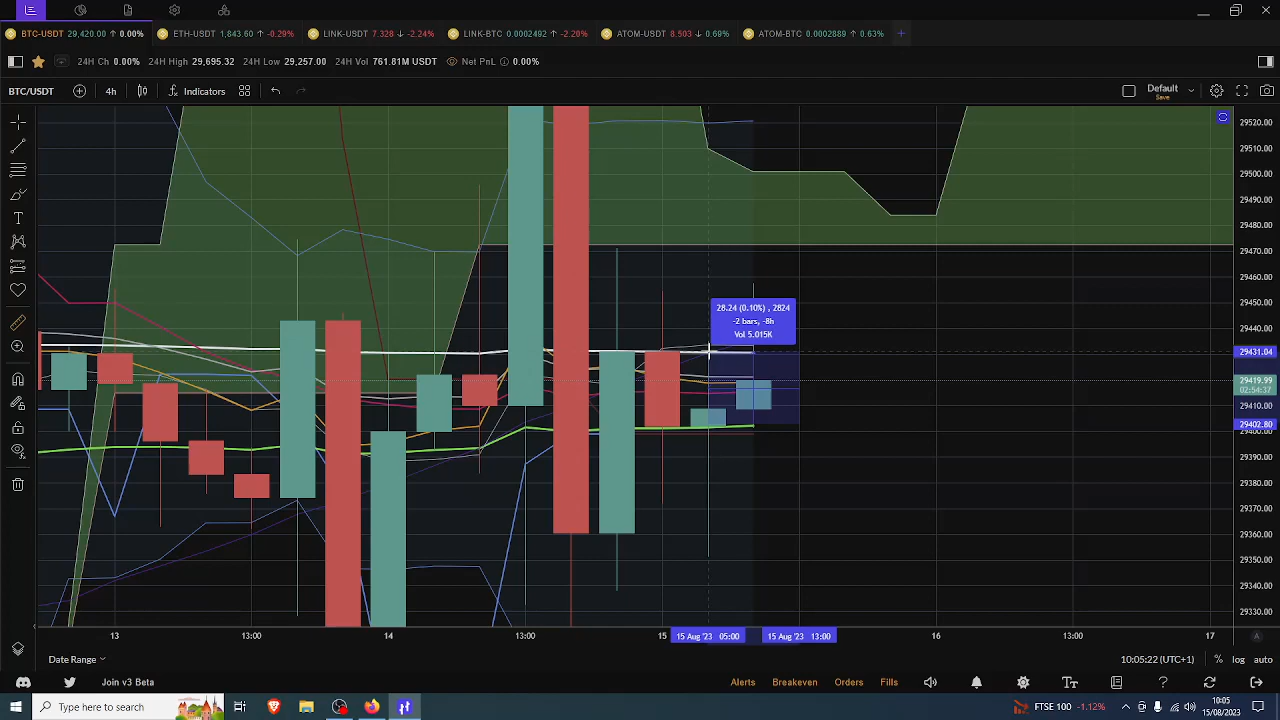 BTC-USDT 29,420.00 ↑ 0.00% ETH-USDT 1,843.60 ↑ -0.29% LINK-USDT 7.328 ↓ -2.24% LINK-BTC 0.0002492 ↑ -2.20% ATOM-USDT 8.503 ↓ 0.69% ATOM-BTC 0.0002889 ↑ 0.63% +
24H Ch 0.00% 24H High 29,695.32 24H Low 29,257.00 24H Vol 761.81M USDT Net PnL 0.00%
BTC/USDT 4h Indicators Default
Save
29520.00
29510.00
29500.00
29490.00
29480.00
29470.00
29460.00
29450.00
29440.00
29431.04
29419.99
02:54:37
29410.00
29402.80
29400.00
29390.00
29380.00
29370.00
29360.00
29350.00
29340.00
29330.00
28.24 (0.10%) , 2824
-2 bars, -8h
Vol 5.015K
13 13:00 14 13:00 15 15 Aug '23 05:00 15 Aug '23 13:00 16 13:00 17 A
Date Range 10:05:22 (UTC+1) % log auto
Join v3 Beta Alerts Breakeven Orders Fills
Type here to search FTSE 100 -1.12% 10:05
15/08/2023